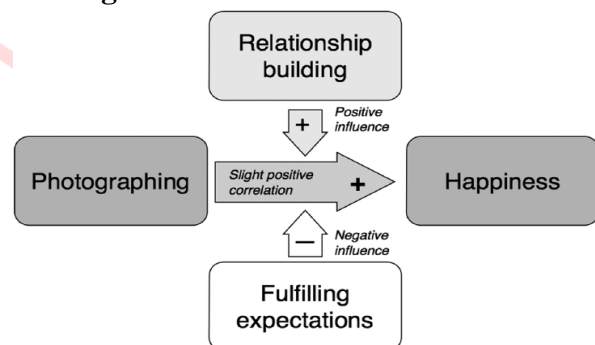 Relationship
building
+
Positive
influence
Photographing
Slight positive
correlation
+
Happiness
−
Negative
influence
Fulfilling
expectations